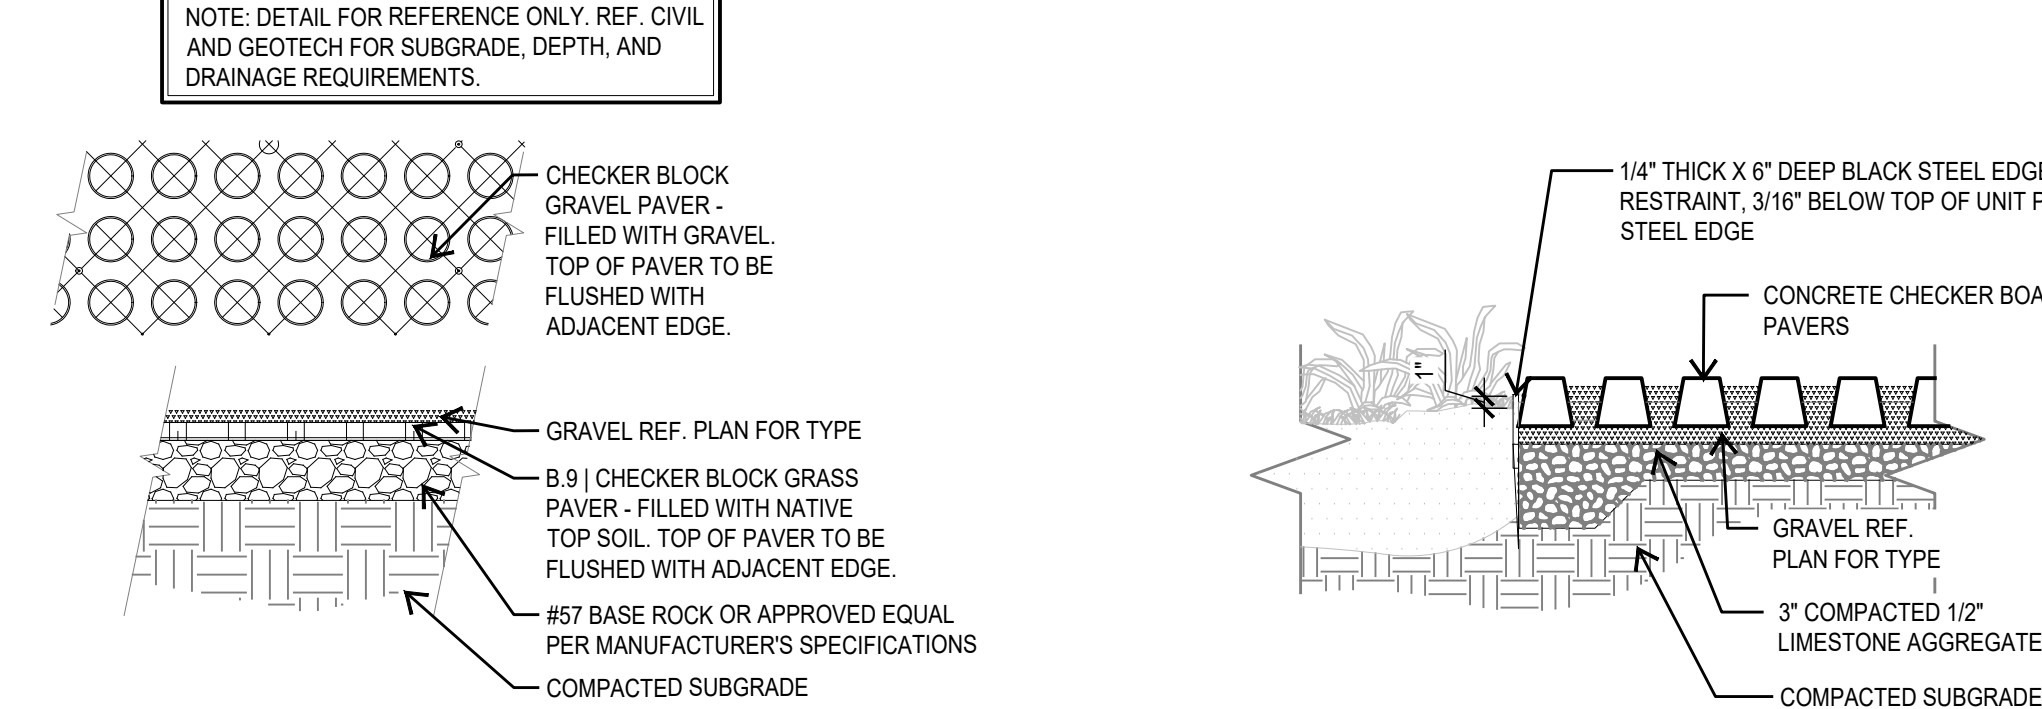 NOTE: DETAIL FOR REFERENCE ONLY. REF. CIVIL
AND GEOTECH FOR SUBGRADE, DEPTH, AND
DRAINAGE REQUIREMENTS.
CHECKER BLOCK
GRAVEL PAVER -
FILLED WITH GRAVEL.
TOP OF PAVER TO BE
FLUSHED WITH
ADJACENT EDGE.
GRAVEL REF. PLAN FOR TYPE
B.9 | CHECKER BLOCK GRASS
PAVER - FILLED WITH NATIVE
TOP SOIL. TOP OF PAVER TO BE
FLUSHED WITH ADJACENT EDGE.
#57 BASE ROCK OR APPROVED EQUAL
PER MANUFACTURER'S SPECIFICATIONS
COMPACTED SUBGRADE
1/4" THICK X 6" DEEP BLACK STEEL EDGE
RESTRAINT, 3/16" BELOW TOP OF UNIT P
STEEL EDGE
CONCRETE CHECKER BOA
PAVERS
1"
GRAVEL REF.
PLAN FOR TYPE
3" COMPACTED 1/2"
LIMESTONE AGGREGATE
COMPACTED SUBGRADE